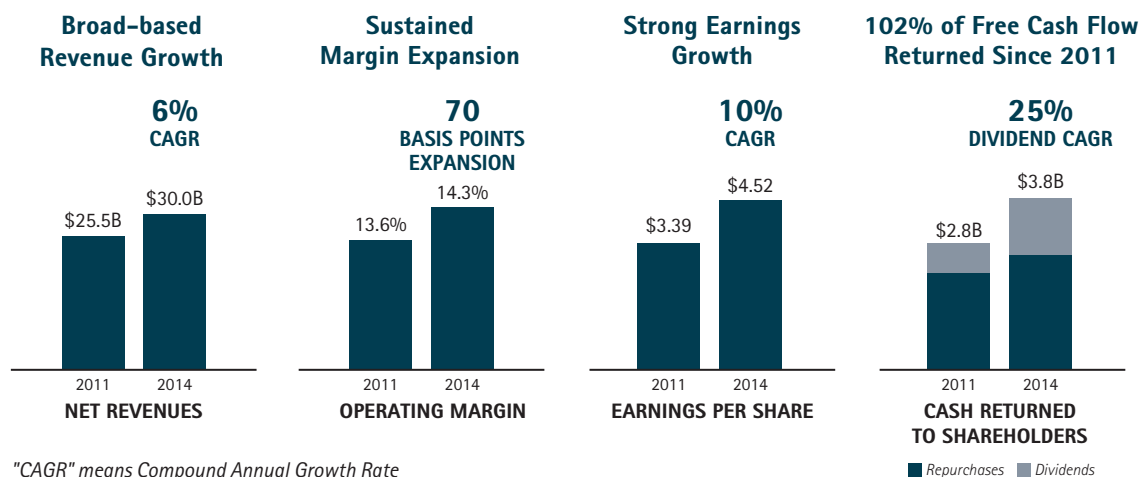 Broad-based
Revenue Growth
6%
CAGR
$25.5B
$30.0B
2011
2014
NET REVENUES
Sustained
Margin Expansion
70
BASIS POINTS
EXPANSION
13.6%
14.3%
2011
2014
OPERATING MARGIN
Strong Earnings
Growth
10%
CAGR
$3.39
$4.52
2011
2014
EARNINGS PER SHARE
102% of Free Cash Flow
Returned Since 2011
25%
DIVIDEND CAGR
$2.8B
$3.8B
2011
2014
CASH RETURNED
TO SHAREHOLDERS
Repurchases
Dividends
"CAGR" means Compound Annual Growth Rate